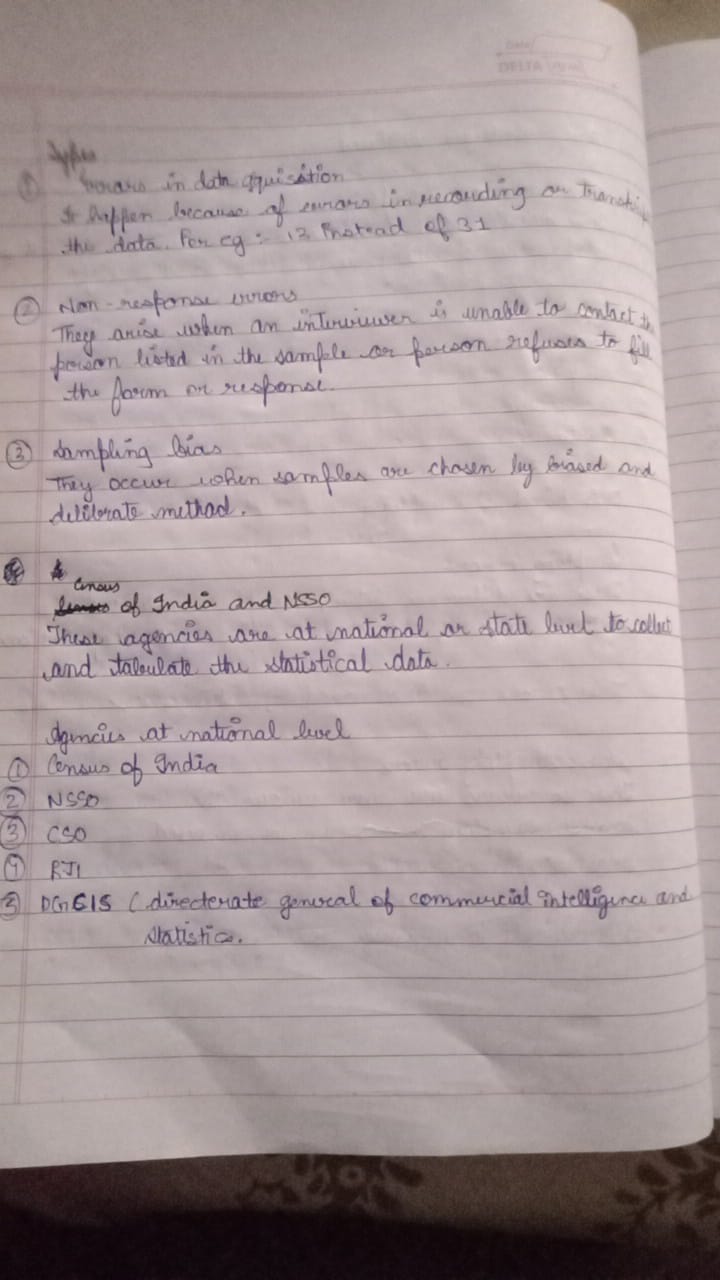 Date
DELTA
Types
① Errors in data aquisition
It happen because of errors in recording or
the data. For eg :- 13 instead of 31
② Non-response errors
They arise when an interviewer is unable to contact the
person listed in the sample or person refuses to fill
the form or response.
③ Sampling bias
They occur when samples are chosen by biased and
deliberate method.
Census
of India and NSSO
These agencies are at national or state level to collect
and tabulate the statistical data.
Agencies at national level
① Census of India
② NSSO
③ CSO
④
⑤ DGCIS (directerate general of commercial intelligence and
Statistics.